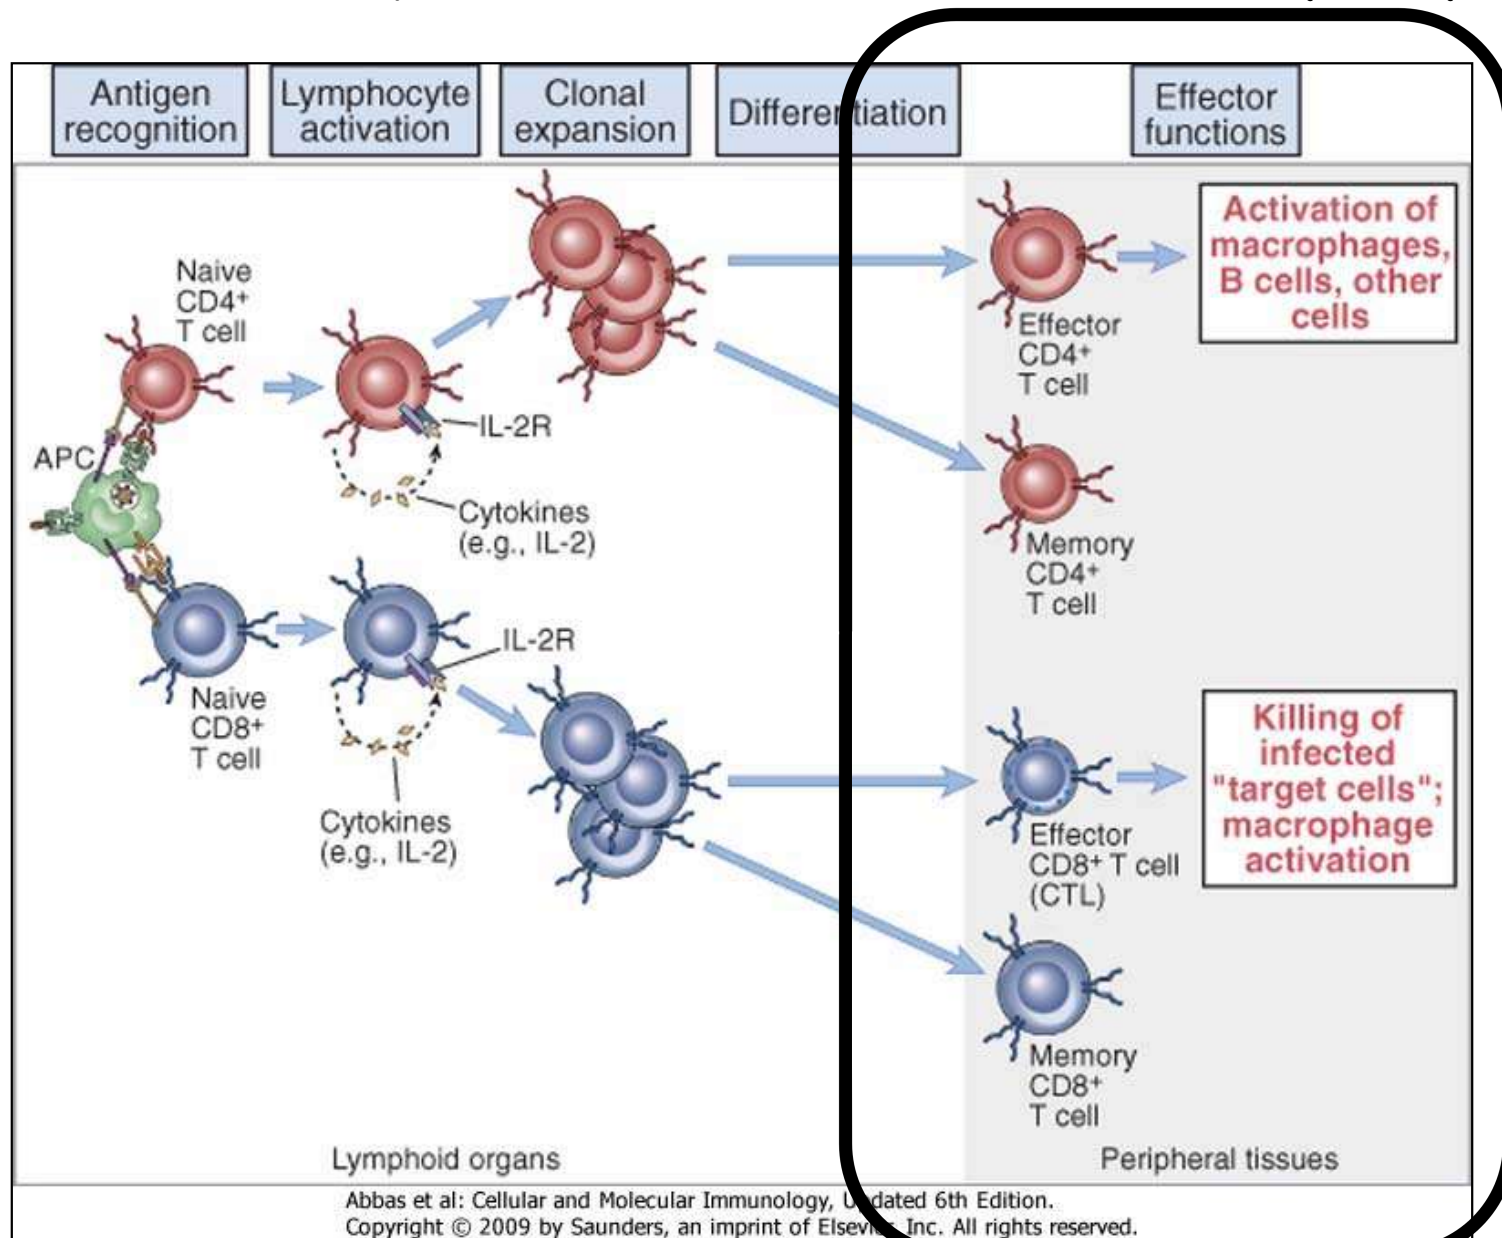 Antigen
recognition
Lymphocyte
activation
Clonal
expansion
Differentiation
Effector
functions
Naive
CD4+
T cell
APC
IL-2R
Cytokines
(e.g., IL-2)
Effector
CD4+
T cell
Activation of
macrophages,
B cells, other
cells
Memory
CD4+
T cell
Naive
CD8+
T cell
IL-2R
Cytokines
(e.g., IL-2)
Effector
CD8+ T cell
(CTL)
Killing of
infected
"target cells";
macrophage
activation
Memory
CD8+
T cell
Lymphoid organs
Peripheral tissues
Abbas et al: Cellular and Molecular Immunology, Updated 6th Edition.
Copyright © 2009 by Saunders, an imprint of Elsevier, Inc. All rights reserved.